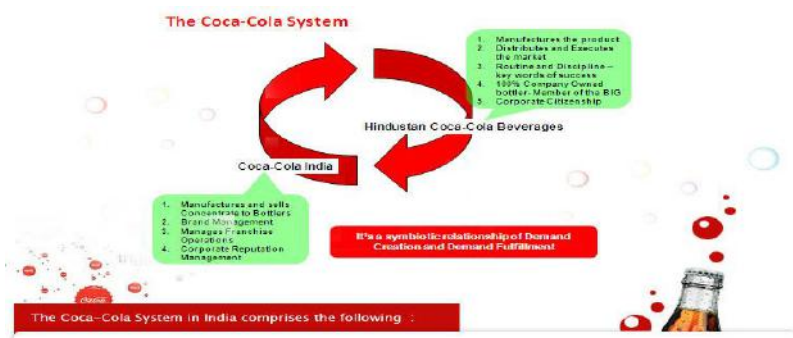 The Coca-Cola System
1. Manufactures the product
2. Distributes and Executes
the market
3. Routine and Discipline –
key words of success
4. 100% Company Owned
bottler- Member of the BIG
5. Corporate Citizenship
Hindustan Coca-Cola Beverages
Coca-Cola India
1. Manufactures and sells
Concentrate to Bottlers
2. Brand Management
3. Manages Franchise
Operations
4. Corporate Reputation
Management
It's a symbiotic relationship of Demand
Creation and Demand Fulfillment
The Coca-Cola System in India comprises the following :